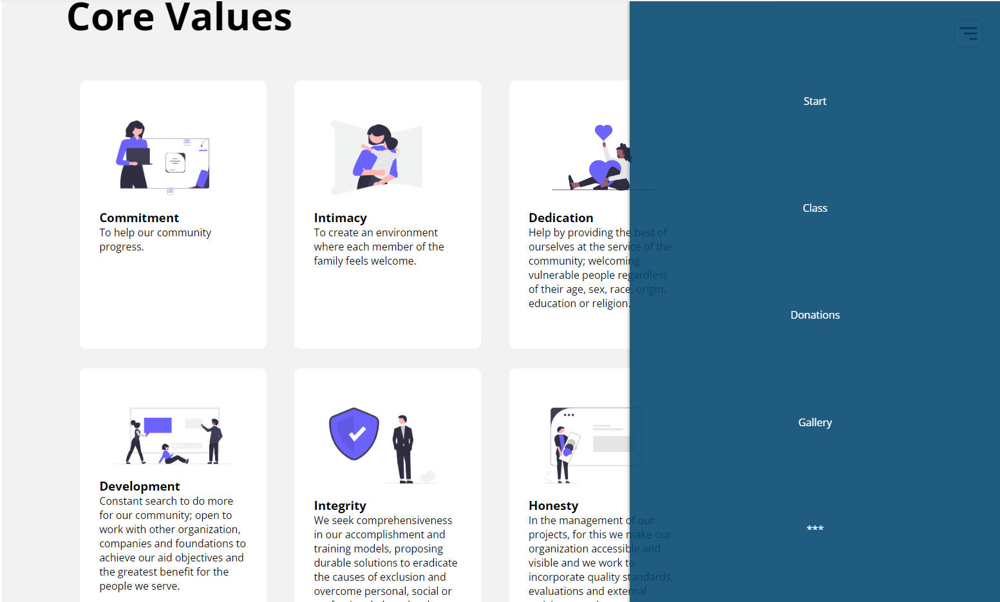 Core Values
Commitment
To help our community
progress.
Intimacy
To create an environment
where each member of the
family feels welcome.
Dedication
Help by providing the best of
ourselves at the service of the
community; welcoming
vulnerable people regardless
of their age, sex, race, origin,
education or religion.
Development
Constant search to do more
for our community; open to
work with other organization,
companies and foundations to
achieve our aid objectives and
the greatest benefit for the
people we serve.
Integrity
We seek comprehensiveness
in our accomplishment and
training models, proposing
durable solutions to eradicate
the causes of exclusion and
overcome personal, social or
Honesty
In the management of our
projects, for this we make our
organization accessible and
visible and we work to
incorporate quality standards,
evaluations and external
Start
Class
Donations
Gallery
***